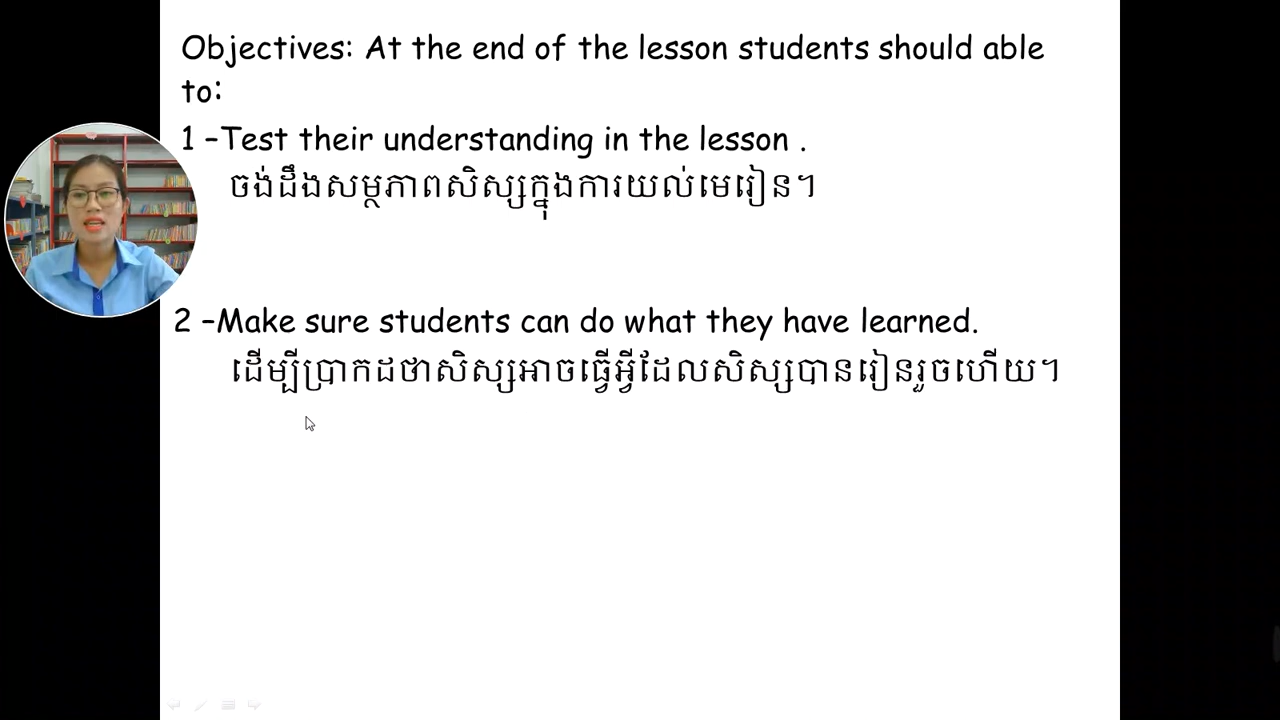 Objectives: At the end of the lesson students should able
to:
1 –Test their understanding in the lesson .
ចង់ដឹងសម្ថភាពសិស្សក្នុងការយល់មេរៀន។
2 –Make sure students can do what they have learned.
ដើម្បីប្រាកដថាសិស្សអាចធ្វើអ្វីដែលសិស្សបានរៀនរួចហើយ។